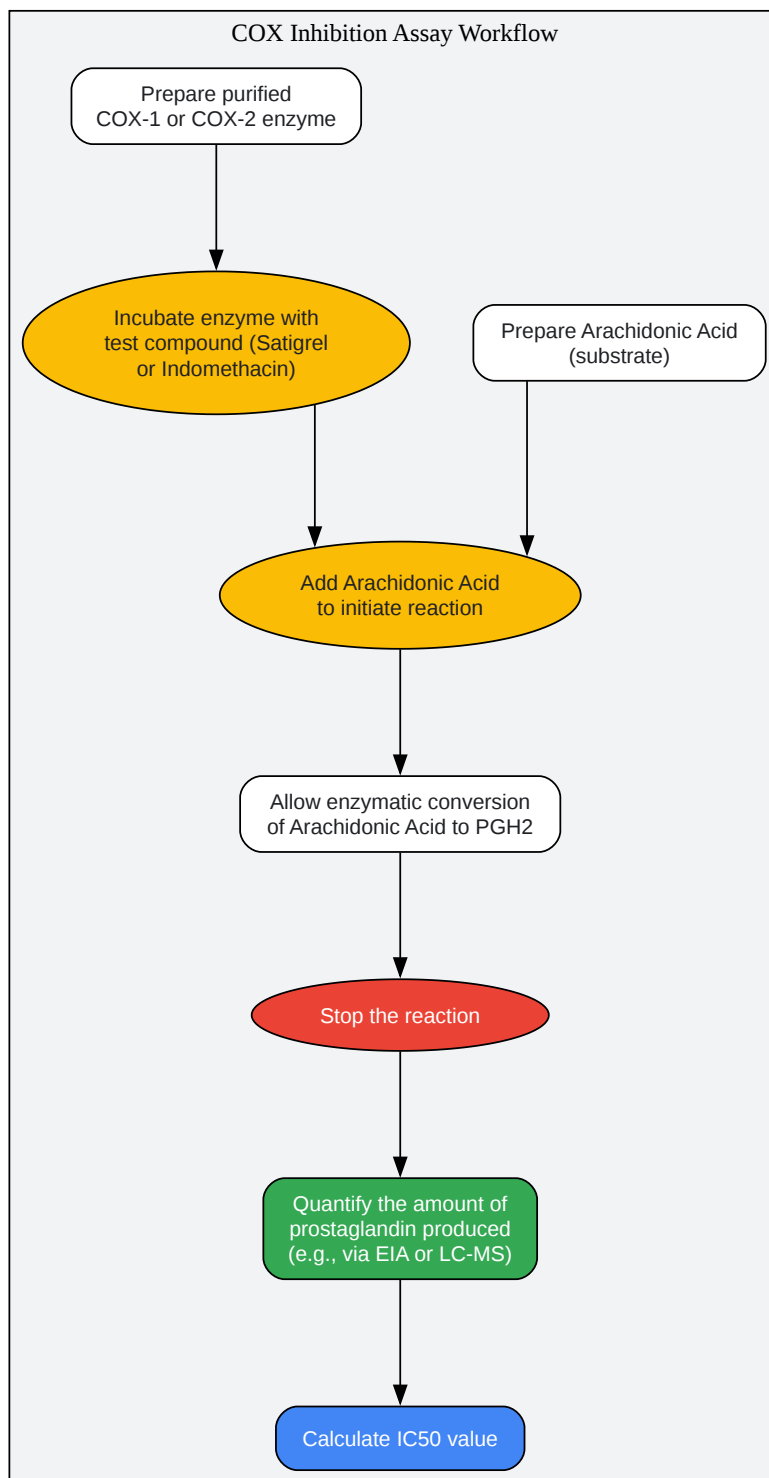 COX Inhibition Assay Workflow
Prepare purified
COX-1 or COX-2 enzyme
Incubate enzyme with
test compound (Satigrel
or Indomethacin)
Prepare Arachidonic Acid
(substrate)
Add Arachidonic Acid
to initiate reaction
Allow enzymatic conversion
of Arachidonic Acid to PGH2
Stop the reaction
Quantify the amount of
prostaglandin produced
(e.g., via EIA or LC-MS)
Calculate IC50 value